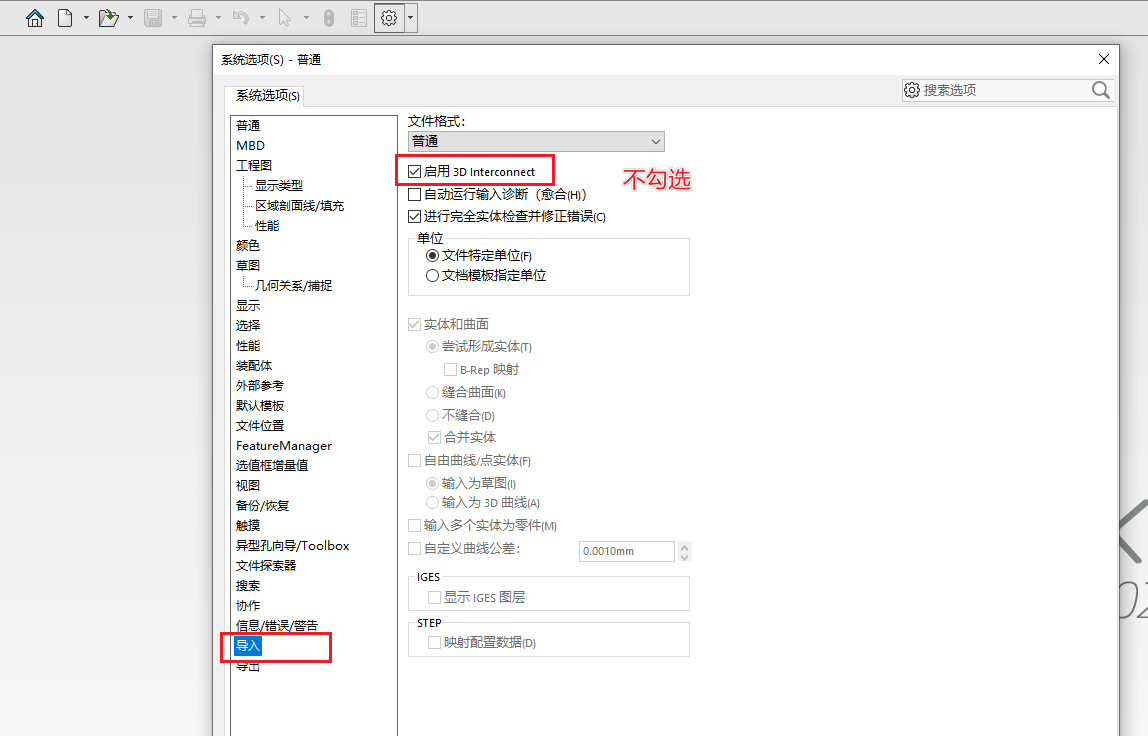 系统选项(S) - 普通
系统选项(S)
搜索选项
普通
MBD
工程图
显示类型
区域剖面线/填充
性能
颜色
草图
几何关系/捕捉
显示
选择
性能
装配体
外部参考
默认模板
文件位置
FeatureManager
选值框增量值
视图
备份/恢复
触摸
异型孔向导/Toolbox
文件探索器
搜索
协作
信息/错误/警告
导入
导出
文件格式:
普通
启用 3D Interconnect
不勾选
自动运行输入诊断（愈合(H)）
进行完全实体检查并修正错误(C)
单位
文件特定单位(F)
文档模板指定单位
实体和曲面
尝试形成实体(T)
B-Rep 映射
缝合曲面(K)
不缝合(D)
合并实体
自由曲线/点实体(F)
输入为草图(I)
输入为 3D 曲线(A)
输入多个实体为零件(M)
自定义曲线公差:
0.0010mm
IGES
显示 IGES 图层
STEP
映射配置数据(D)